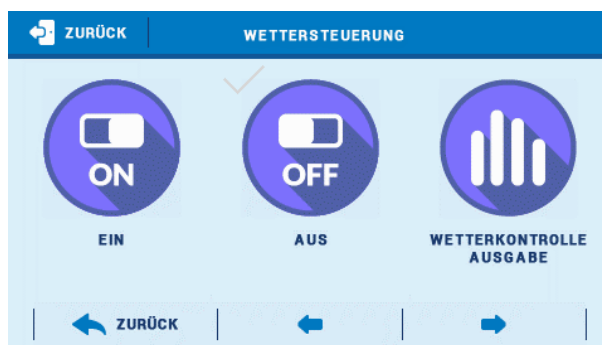 ZURÜCK
WETTERSTEUERUNG
ON
OFF
EIN
AUS
WETTERKONTROLLE
AUSGABE
ZURÜCK